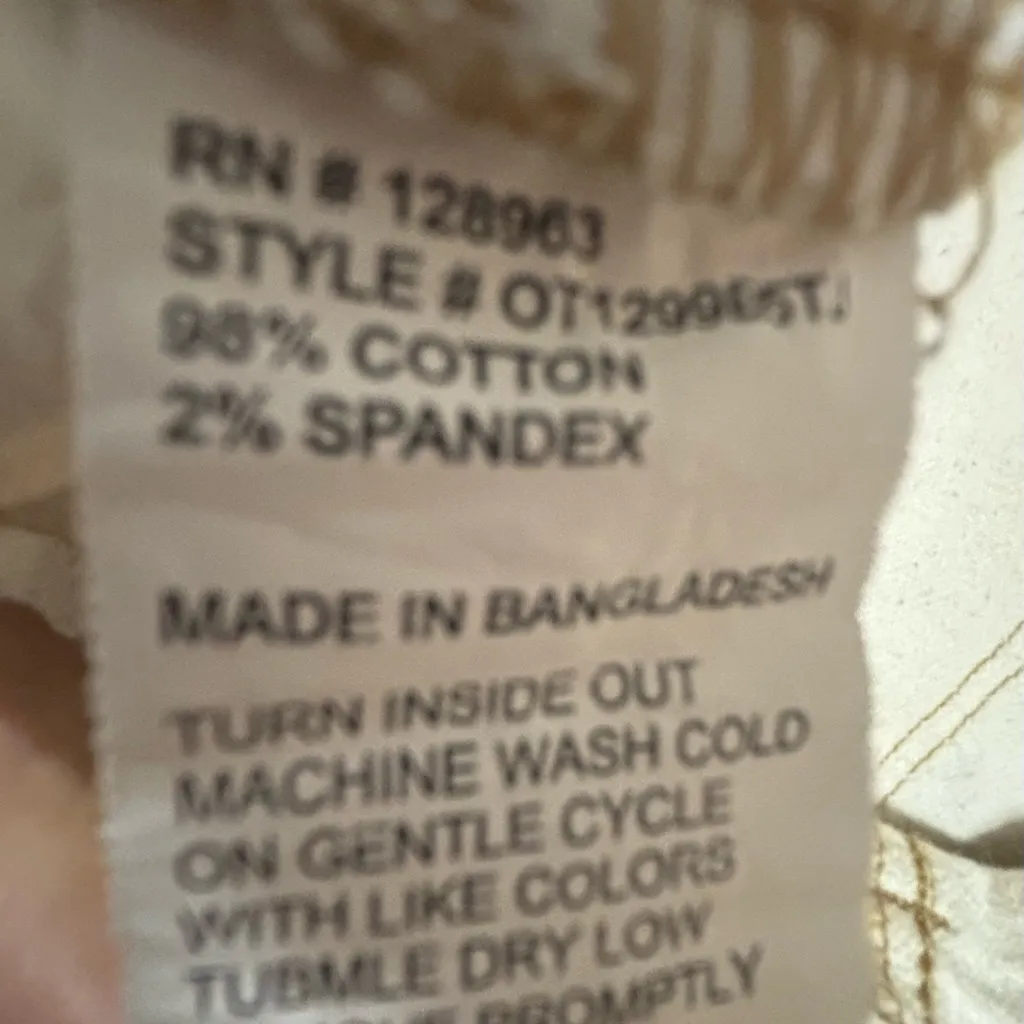 RN # 128963
STYLE #
98% COTTON
2% SPANDEX
MADE IN BANGLADESH
TURN INSIDE OUT
MACHINE WASH COLD
ON GENTLE CYCLE
WITH LIKE COLORS
TUBMLE DRY LOW
PROMPTLY